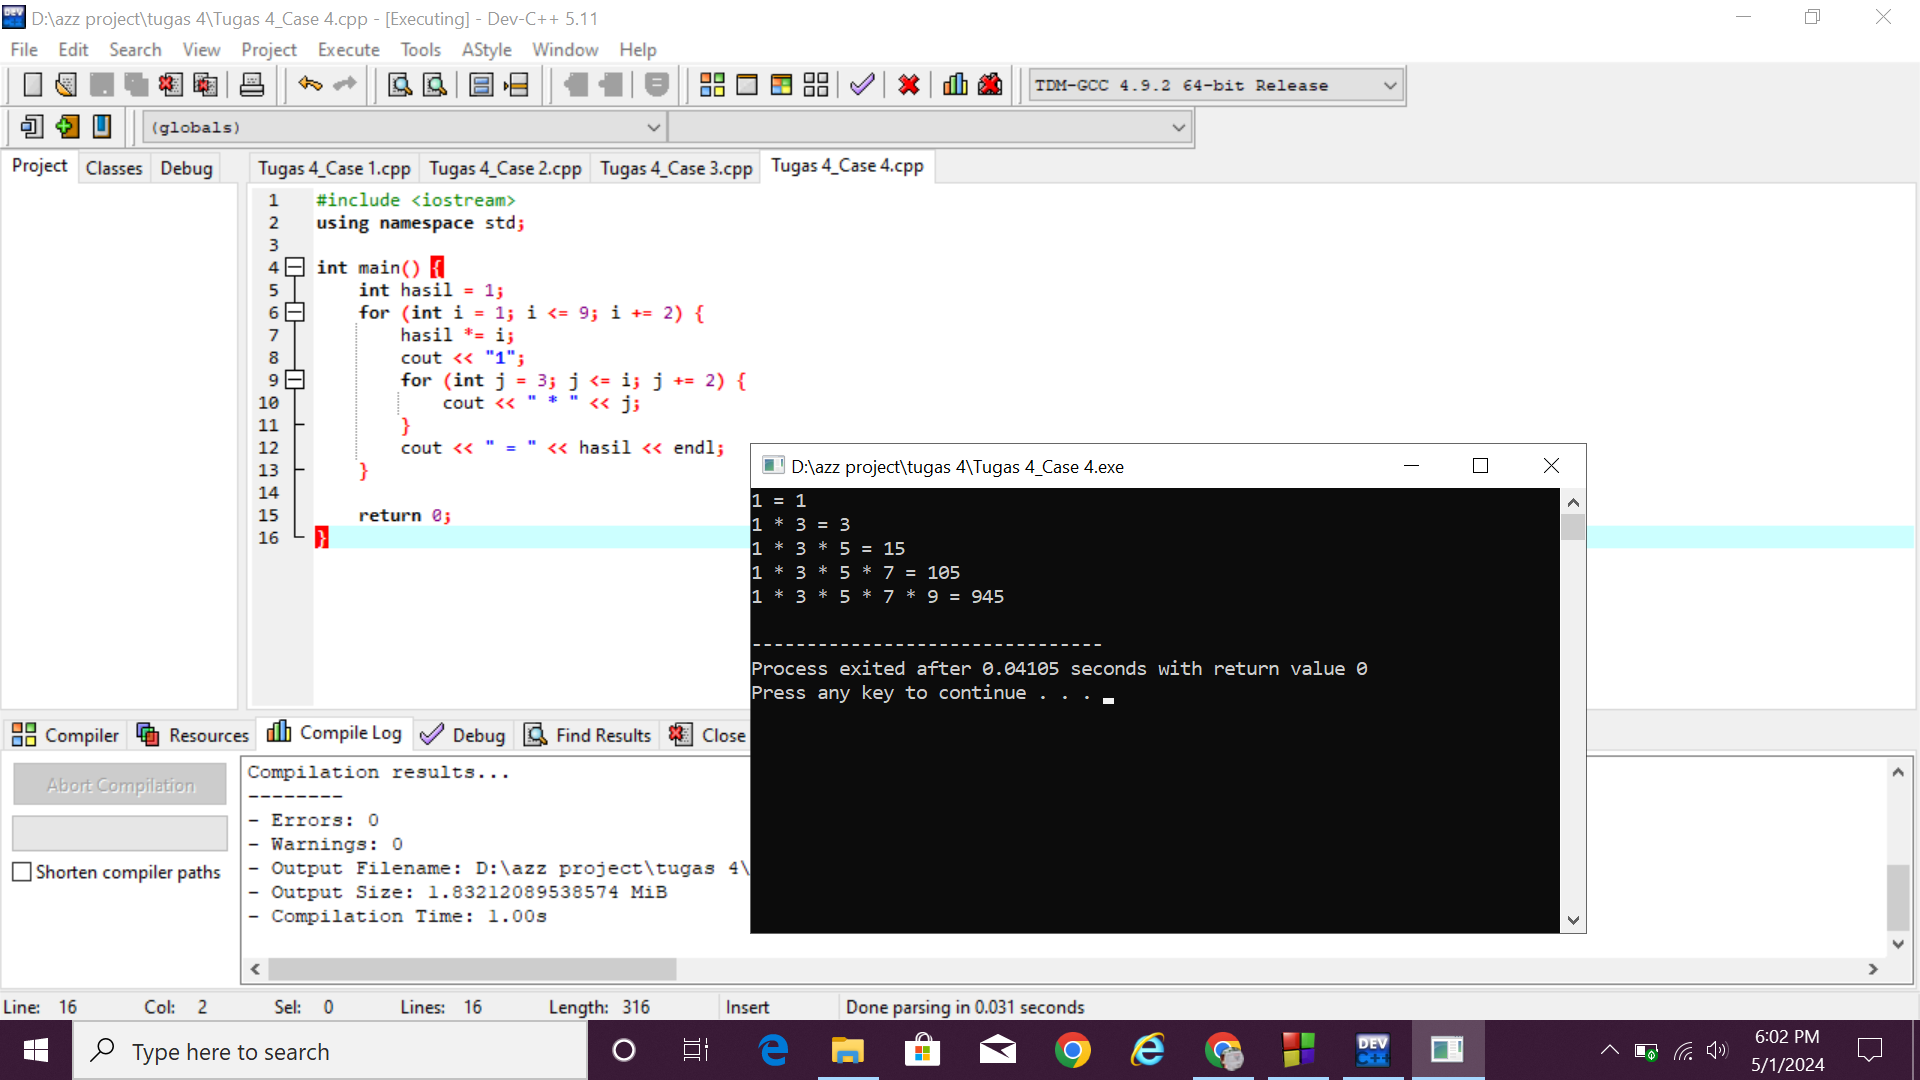 D:\azz project\tugas 4\Tugas 4_Case 4.cpp - [Executing] - Dev-C++ 5.11
File Edit Search View Project Execute Tools AStyle Window Help
TDM-GCC 4.9.2 64-bit Release
(globals)
Project Classes Debug
Tugas 4_Case 1.cpp Tugas 4_Case 2.cpp Tugas 4_Case 3.cpp Tugas 4_Case 4.cpp
1 #include <iostream>
2 using namespace std;
3
4 int main() {
5     int hasil = 1;
6     for (int i = 1; i <= 9; i += 2) {
7         hasil *= i;
8         cout << "1";
9         for (int j = 3; j <= i; j += 2) {
10             cout << " * " << j;
11         }
12         cout << " = " << hasil << endl;
13     }
14
15     return 0;
16 }
D:\azz project\tugas 4\Tugas 4_Case 4.exe
1 = 1
1 * 3 = 3
1 * 3 * 5 = 15
1 * 3 * 5 * 7 = 105
1 * 3 * 5 * 7 * 9 = 945
--------------------------------
Process exited after 0.04105 seconds with return value 0
Press any key to continue . . .
Compiler Resources Compile Log Debug Find Results Close
Abort Compilation
Shorten compiler paths
Compilation results...
--------
- Errors: 0
- Warnings: 0
- Output Filename: D:\azz project\tugas 4\
- Output Size: 1.83212089538574 MiB
- Compilation Time: 1.00s
Line: 16 Col: 2 Sel: 0 Lines: 16 Length: 316 Insert Done parsing in 0.031 seconds
Type here to search
DEV C++
6:02 PM
5/1/2024